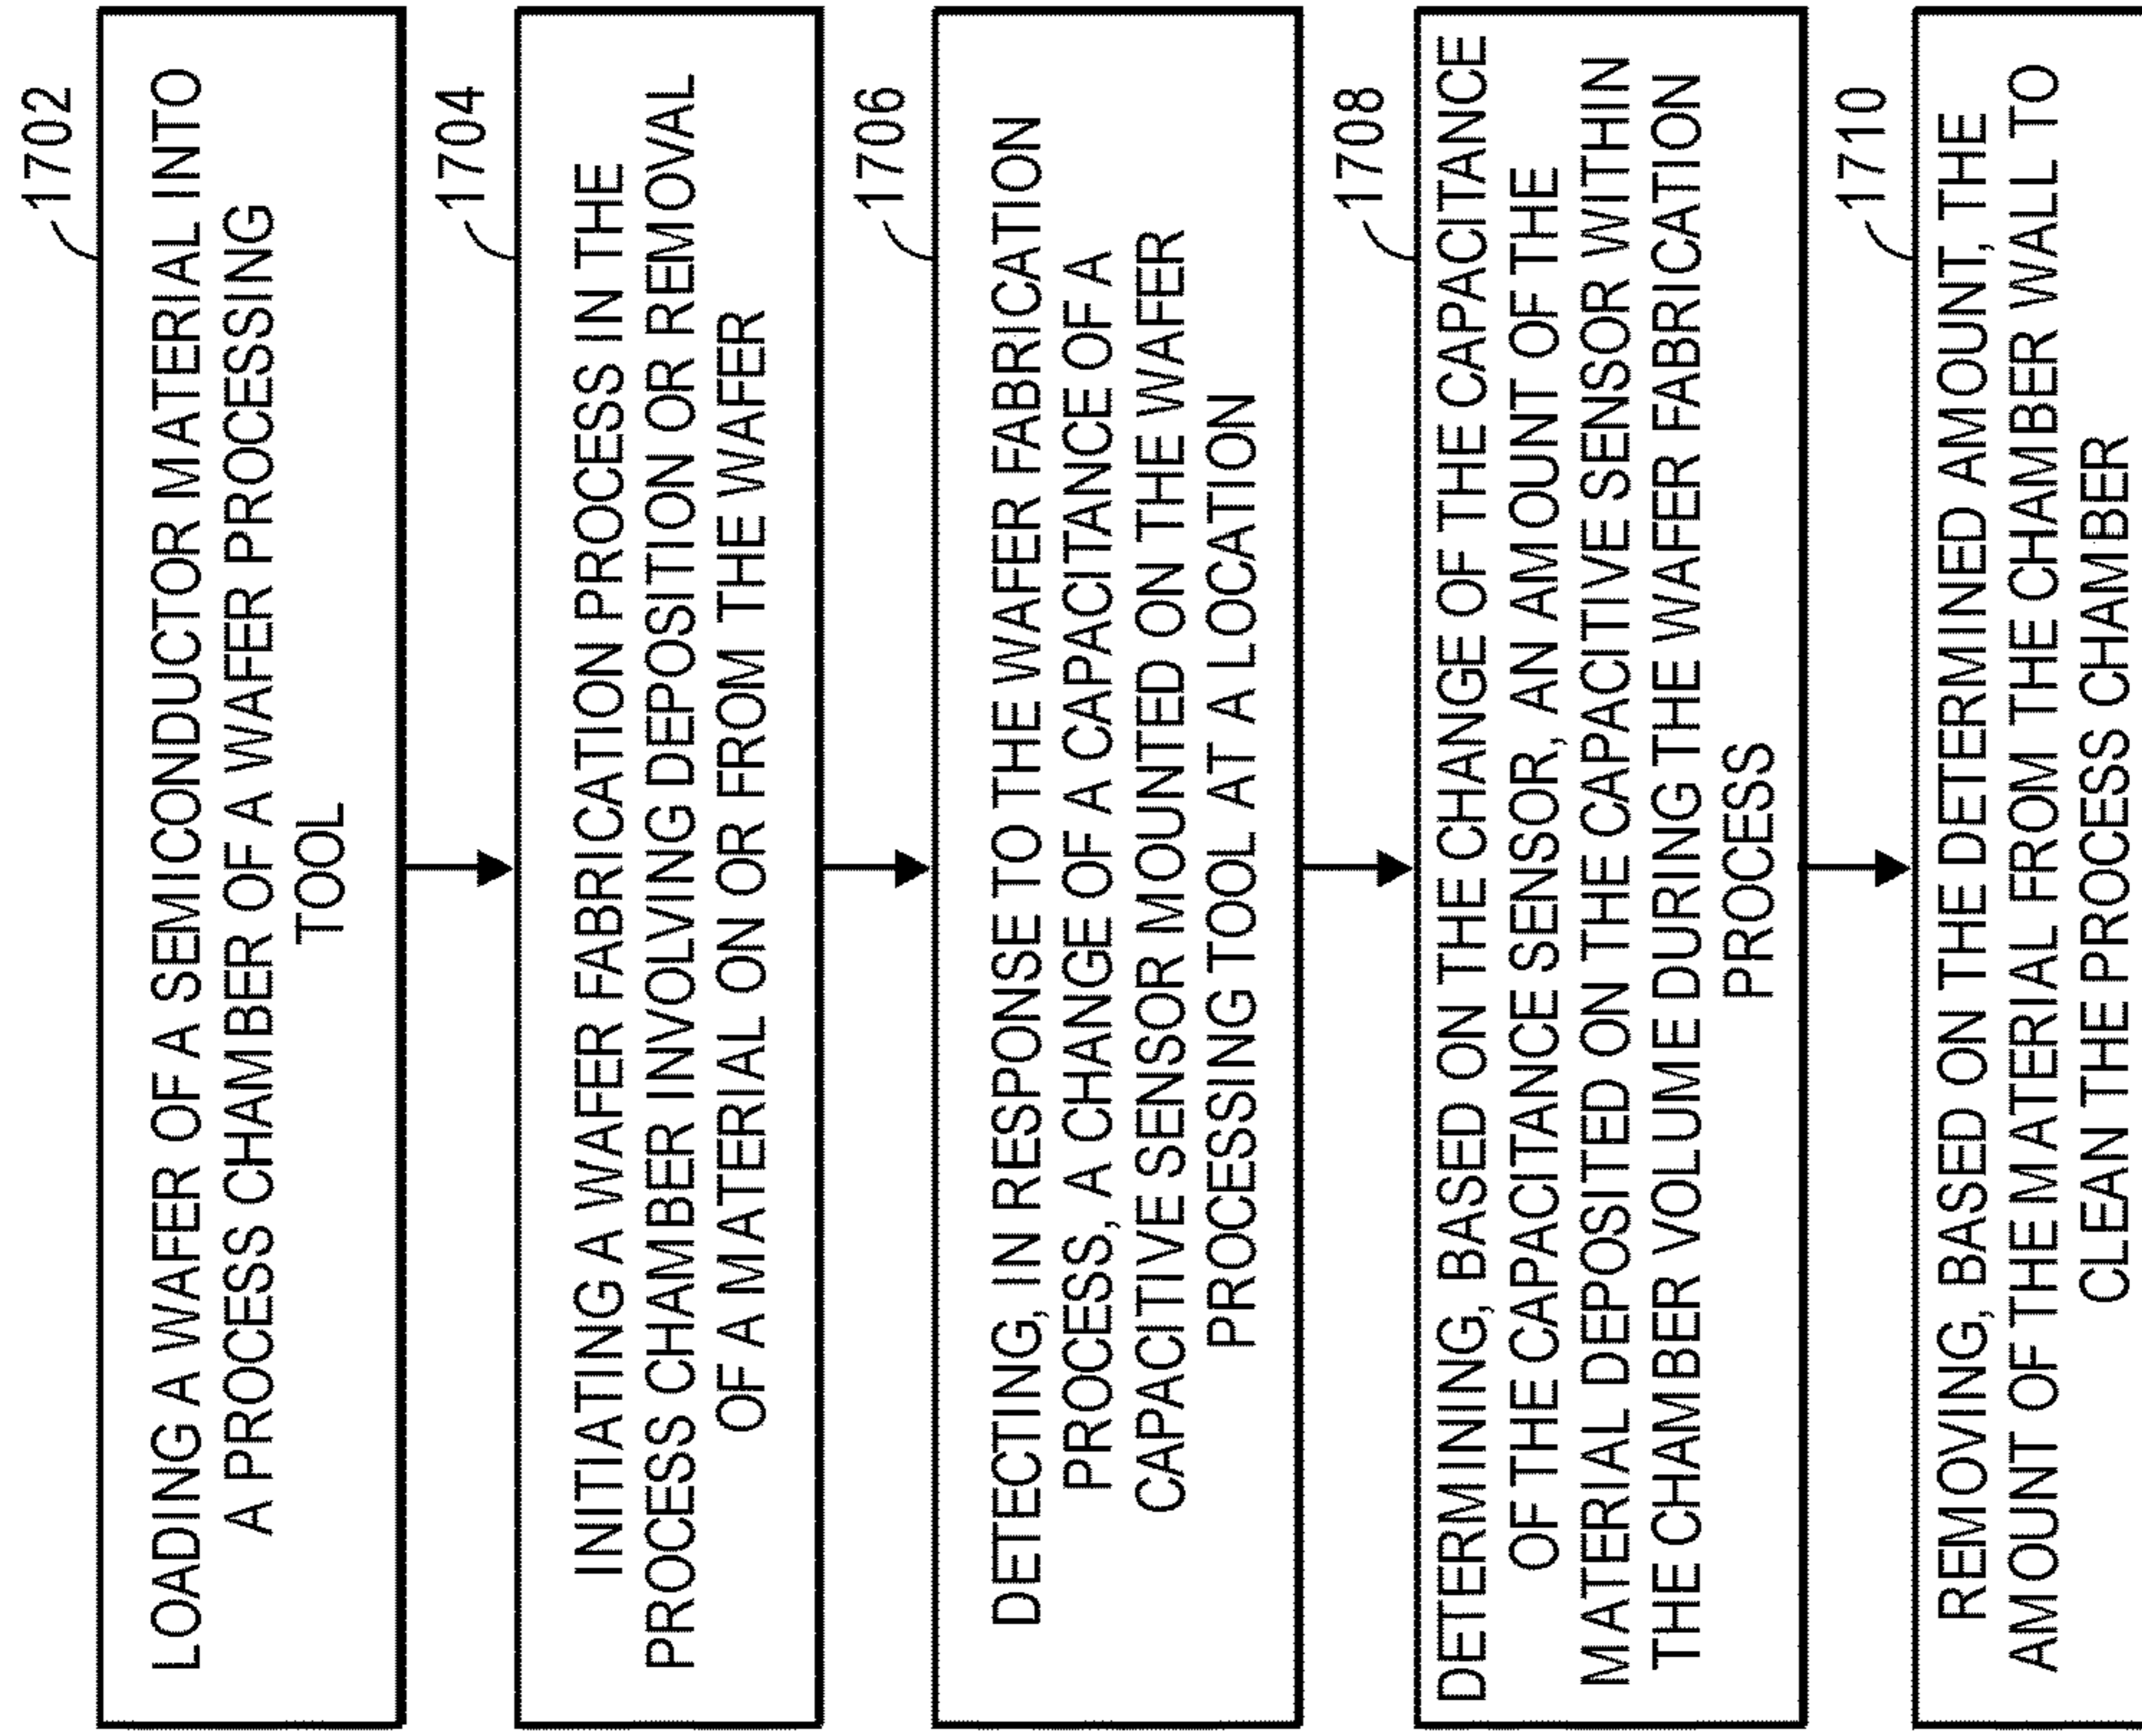 1702
LOADING A WAFER OF A SEMICONDUCTOR MATERIAL INTO
A PROCESS CHAMBER OF A WAFER PROCESSING
TOOL
1704
INITIATING A WAFER FABRICATION PROCESS IN THE
PROCESS CHAMBER INVOLVING DEPOSITION OR REMOVAL
OF A MATERIAL ON OR FROM THE WAFER
1706
DETECTING, IN RESPONSE TO THE WAFER FABRICATION
PROCESS, A CHANGE OF A CAPACITANCE OF A
CAPACITIVE SENSOR MOUNTED ON THE WAFER
PROCESSING TOOL AT A LOCATION
1708
DETERMINING, BASED ON THE CHANGE OF THE CAPACITANCE
OF THE CAPACITANCE SENSOR, AN AMOUNT OF THE
MATERIAL DEPOSITED ON THE CAPACITIVE SENSOR WITHIN
THE CHAMBER VOLUME DURING THE WAFER FABRICATION
PROCESS
1710
REMOVING, BASED ON THE DETERMINED AMOUNT, THE
AMOUNT OF THE MATERIAL FROM THE CHAMBER WALL TO
CLEAN THE PROCESS CHAMBER